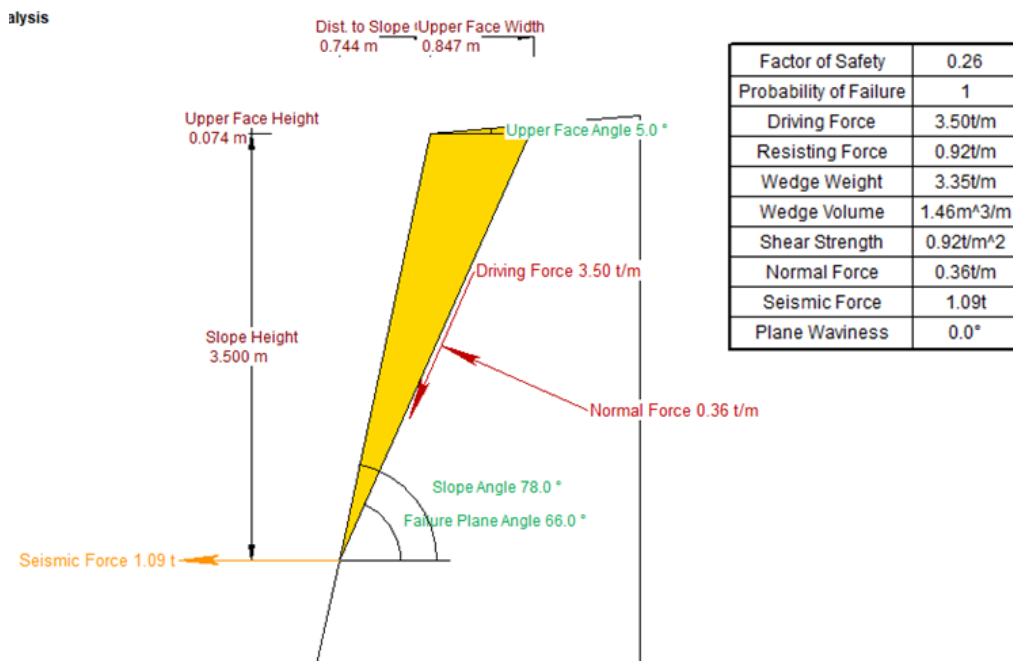 alysis
Dist. to Slope Upper Face Width
0.744 m 0.847 m
Upper Face Height
0.074 m
Upper Face Angle 5.0 °
Driving Force 3.50 t/m
Slope Height
3.500 m
Normal Force 0.36 t/m
Slope Angle 78.0 °
Failure Plane Angle 66.0 °
Seismic Force 1.09 t
Factor of Safety 0.26
Probability of Failure 1
Driving Force 3.50t/m
Resisting Force 0.92t/m
Wedge Weight 3.35t/m
Wedge Volume 1.46m^3/m
Shear Strength 0.92t/m^2
Normal Force 0.36t/m
Seismic Force 1.09t
Plane Waviness 0.0°